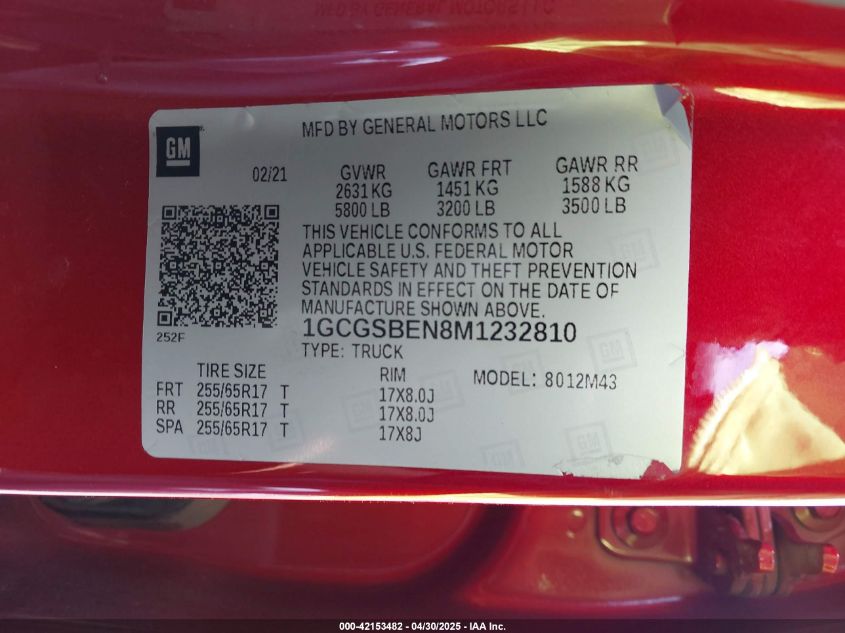 MFD BY GENERAL MOTORS LLC
GM
02/21
GVWR GAWR FRT GAWR RR
2631 KG 1451 KG 1588 KG
5800 LB 3200 LB 3500 LB
THIS VEHICLE CONFORMS TO ALL
APPLICABLE U.S. FEDERAL MOTOR
VEHICLE SAFETY AND THEFT PREVENTION
STANDARDS IN EFFECT ON THE DATE OF
MANUFACTURE SHOWN ABOVE.
252F
1GCGSBEN8M1232810
TYPE: TRUCK
TIRE SIZE RIM MODEL: 8012M43
FRT 255/65R17 T 17X8.0J
RR 255/65R17 T 17X8.0J
SPA 255/65R17 T 17X8J
000-42153482 - 04/30/2025 - IAA Inc.